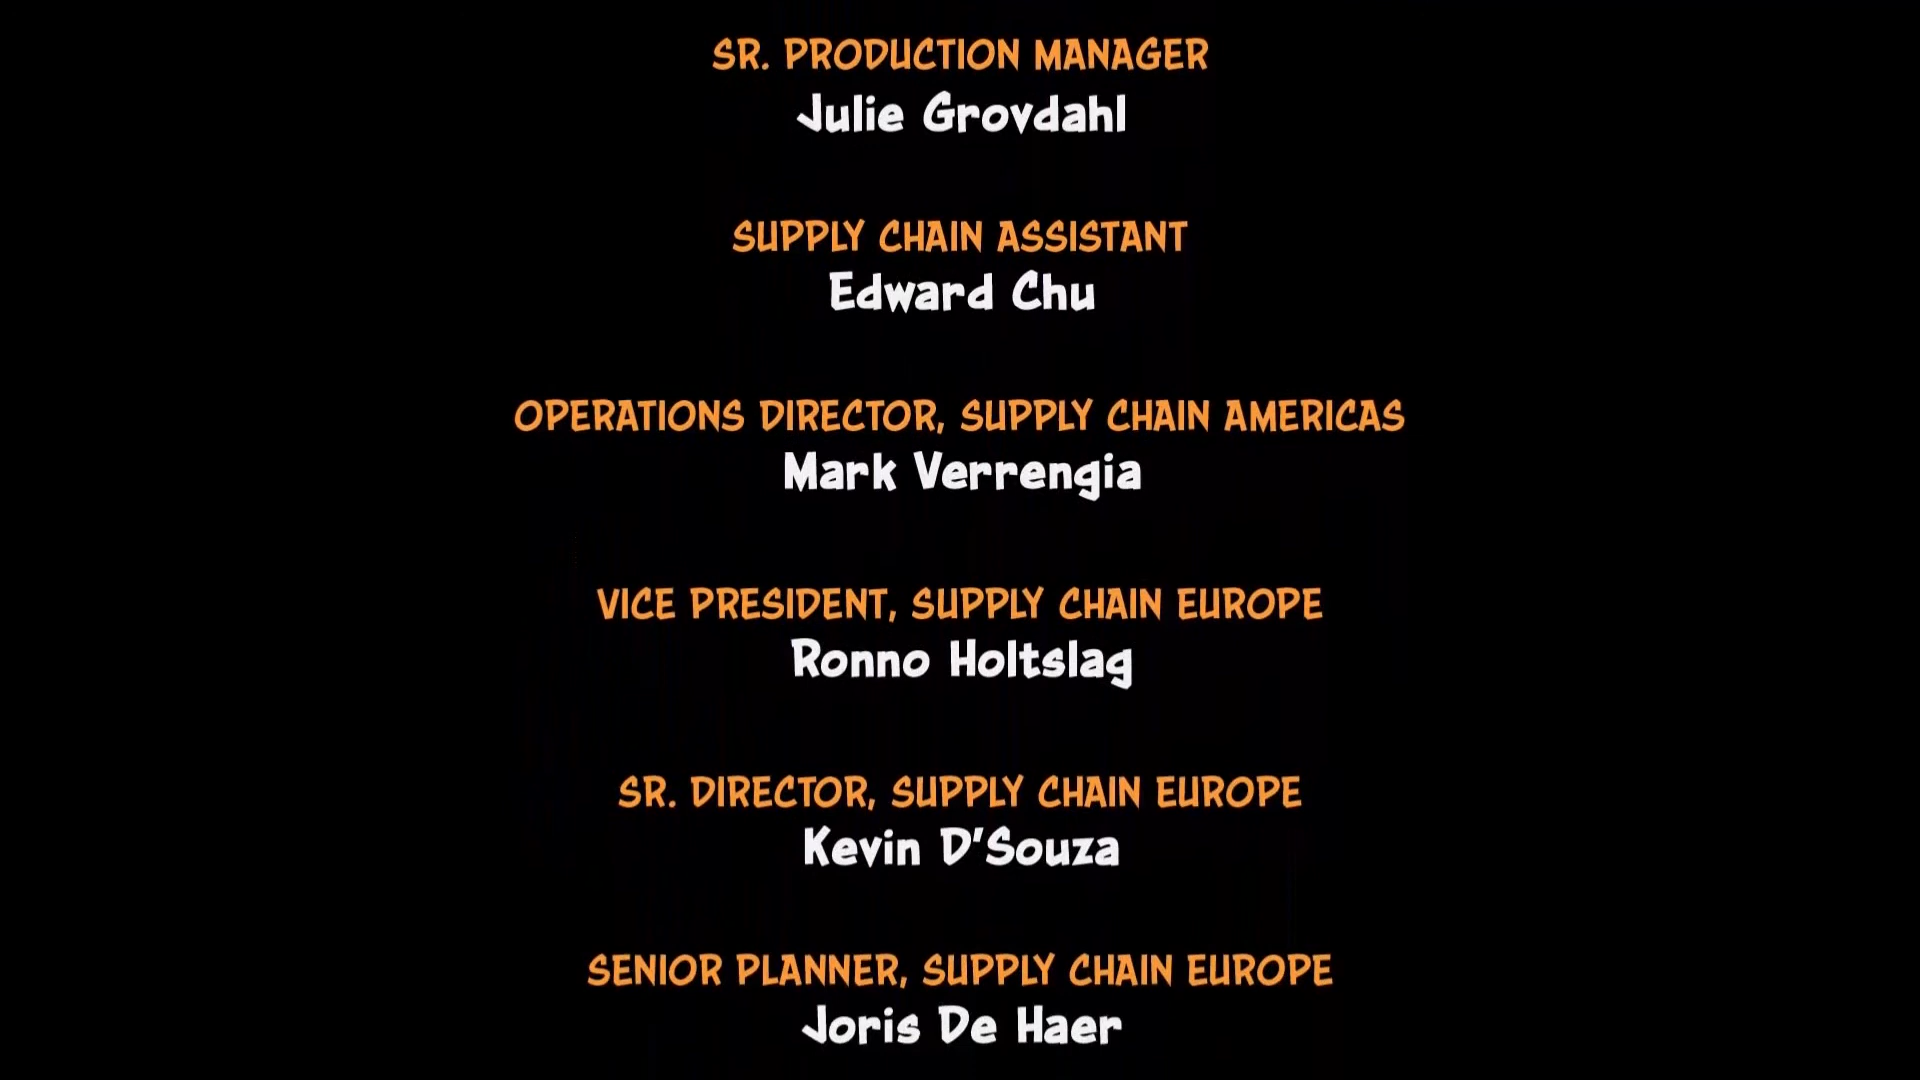 SR. PRODUCTION MANAGER
Julie Grovdahl
SUPPLY CHAIN ASSISTANT
Edward Chu
OPERATIONS DIRECTOR, SUPPLY CHAIN AMERICAS
Mark Verrengia
VICE PRESIDENT, SUPPLY CHAIN EUROPE
Ronno Holtslag
SR. DIRECTOR, SUPPLY CHAIN EUROPE
Kevin D'Souza
SENIOR PLANNER, SUPPLY CHAIN EUROPE
Joris De Haer